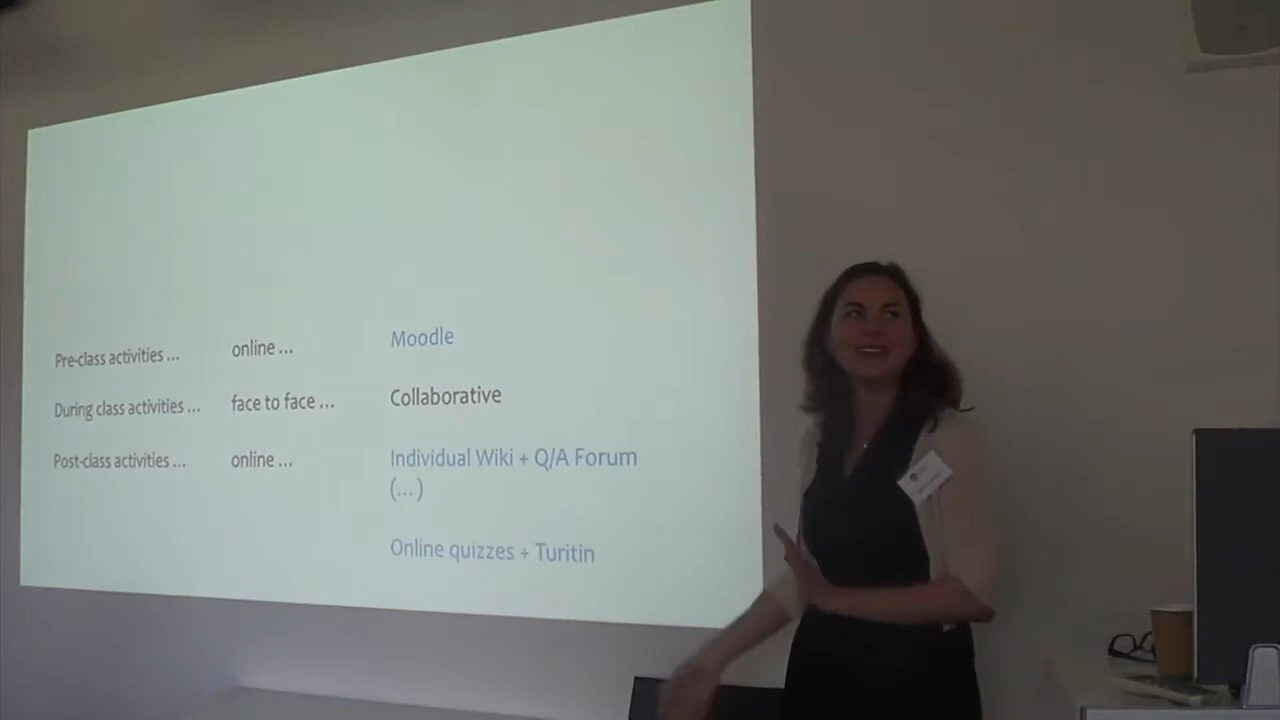 Pre-class activities ... online ... Moodle
During class activities ... face to face ... Collaborative
Post-class activities ... online ... Individual Wiki + Q/A Forum
(...)
Online quizzes + Turitin